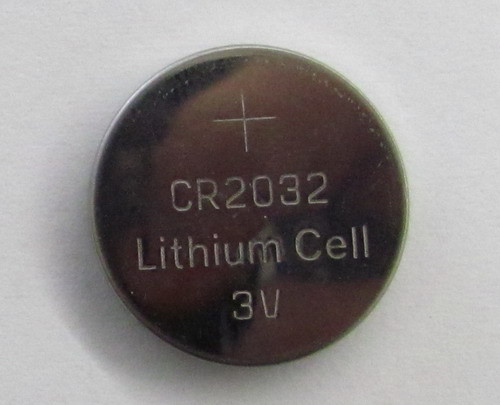 +
CR2032
Lithium Cell
3V